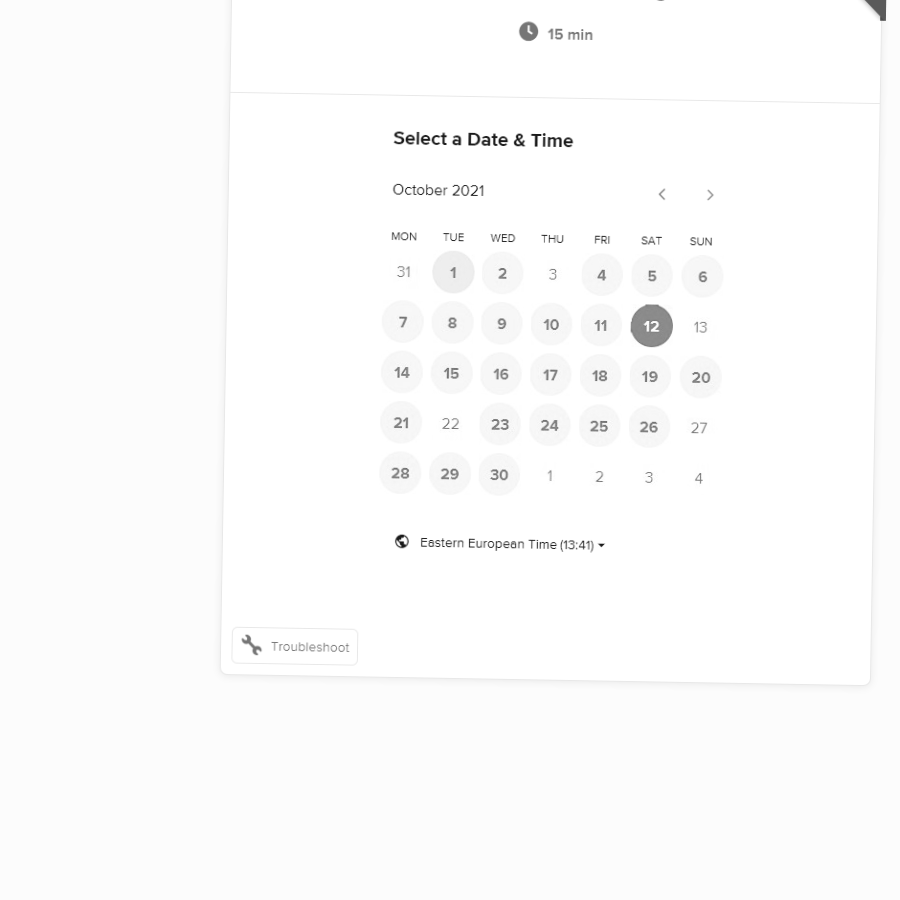 15 min
Select a Date & Time
October 2021
MON TUE WED THU FRI SAT SUN
31 1 2 3 4 5 6
7 8 9 10 11 12 13
14 15 16 17 18 19 20
21 22 23 24 25 26 27
28 29 30 1 2 3 4
Eastern European Time (13:41)
Troubleshoot